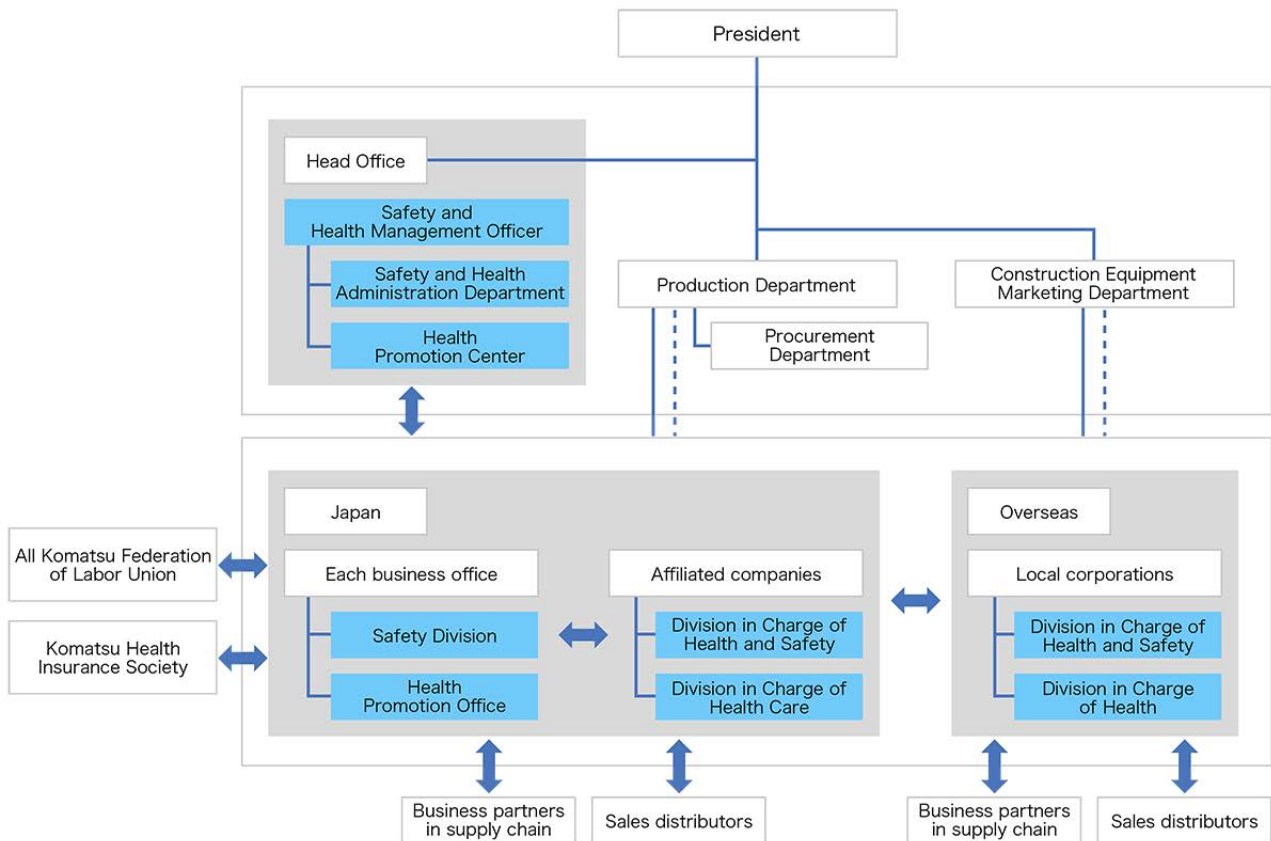 President
Head Office
Safety and
Health Management Officer
Safety and Health
Administration Department
Health
Promotion Center
Production Department
Procurement
Department
Construction Equipment
Marketing Department
All Komatsu Federation
of Labor Union
Komatsu Health
Insurance Society
Japan
Each business office
Safety Division
Health
Promotion Office
Affiliated companies
Division in Charge of
Health and Safety
Division in Charge of
Health Care
Overseas
Local corporations
Division in Charge of
Health and Safety
Division in Charge
of Health
Business partners
in supply chain
Sales distributors
Business partners
in supply chain
Sales distributors